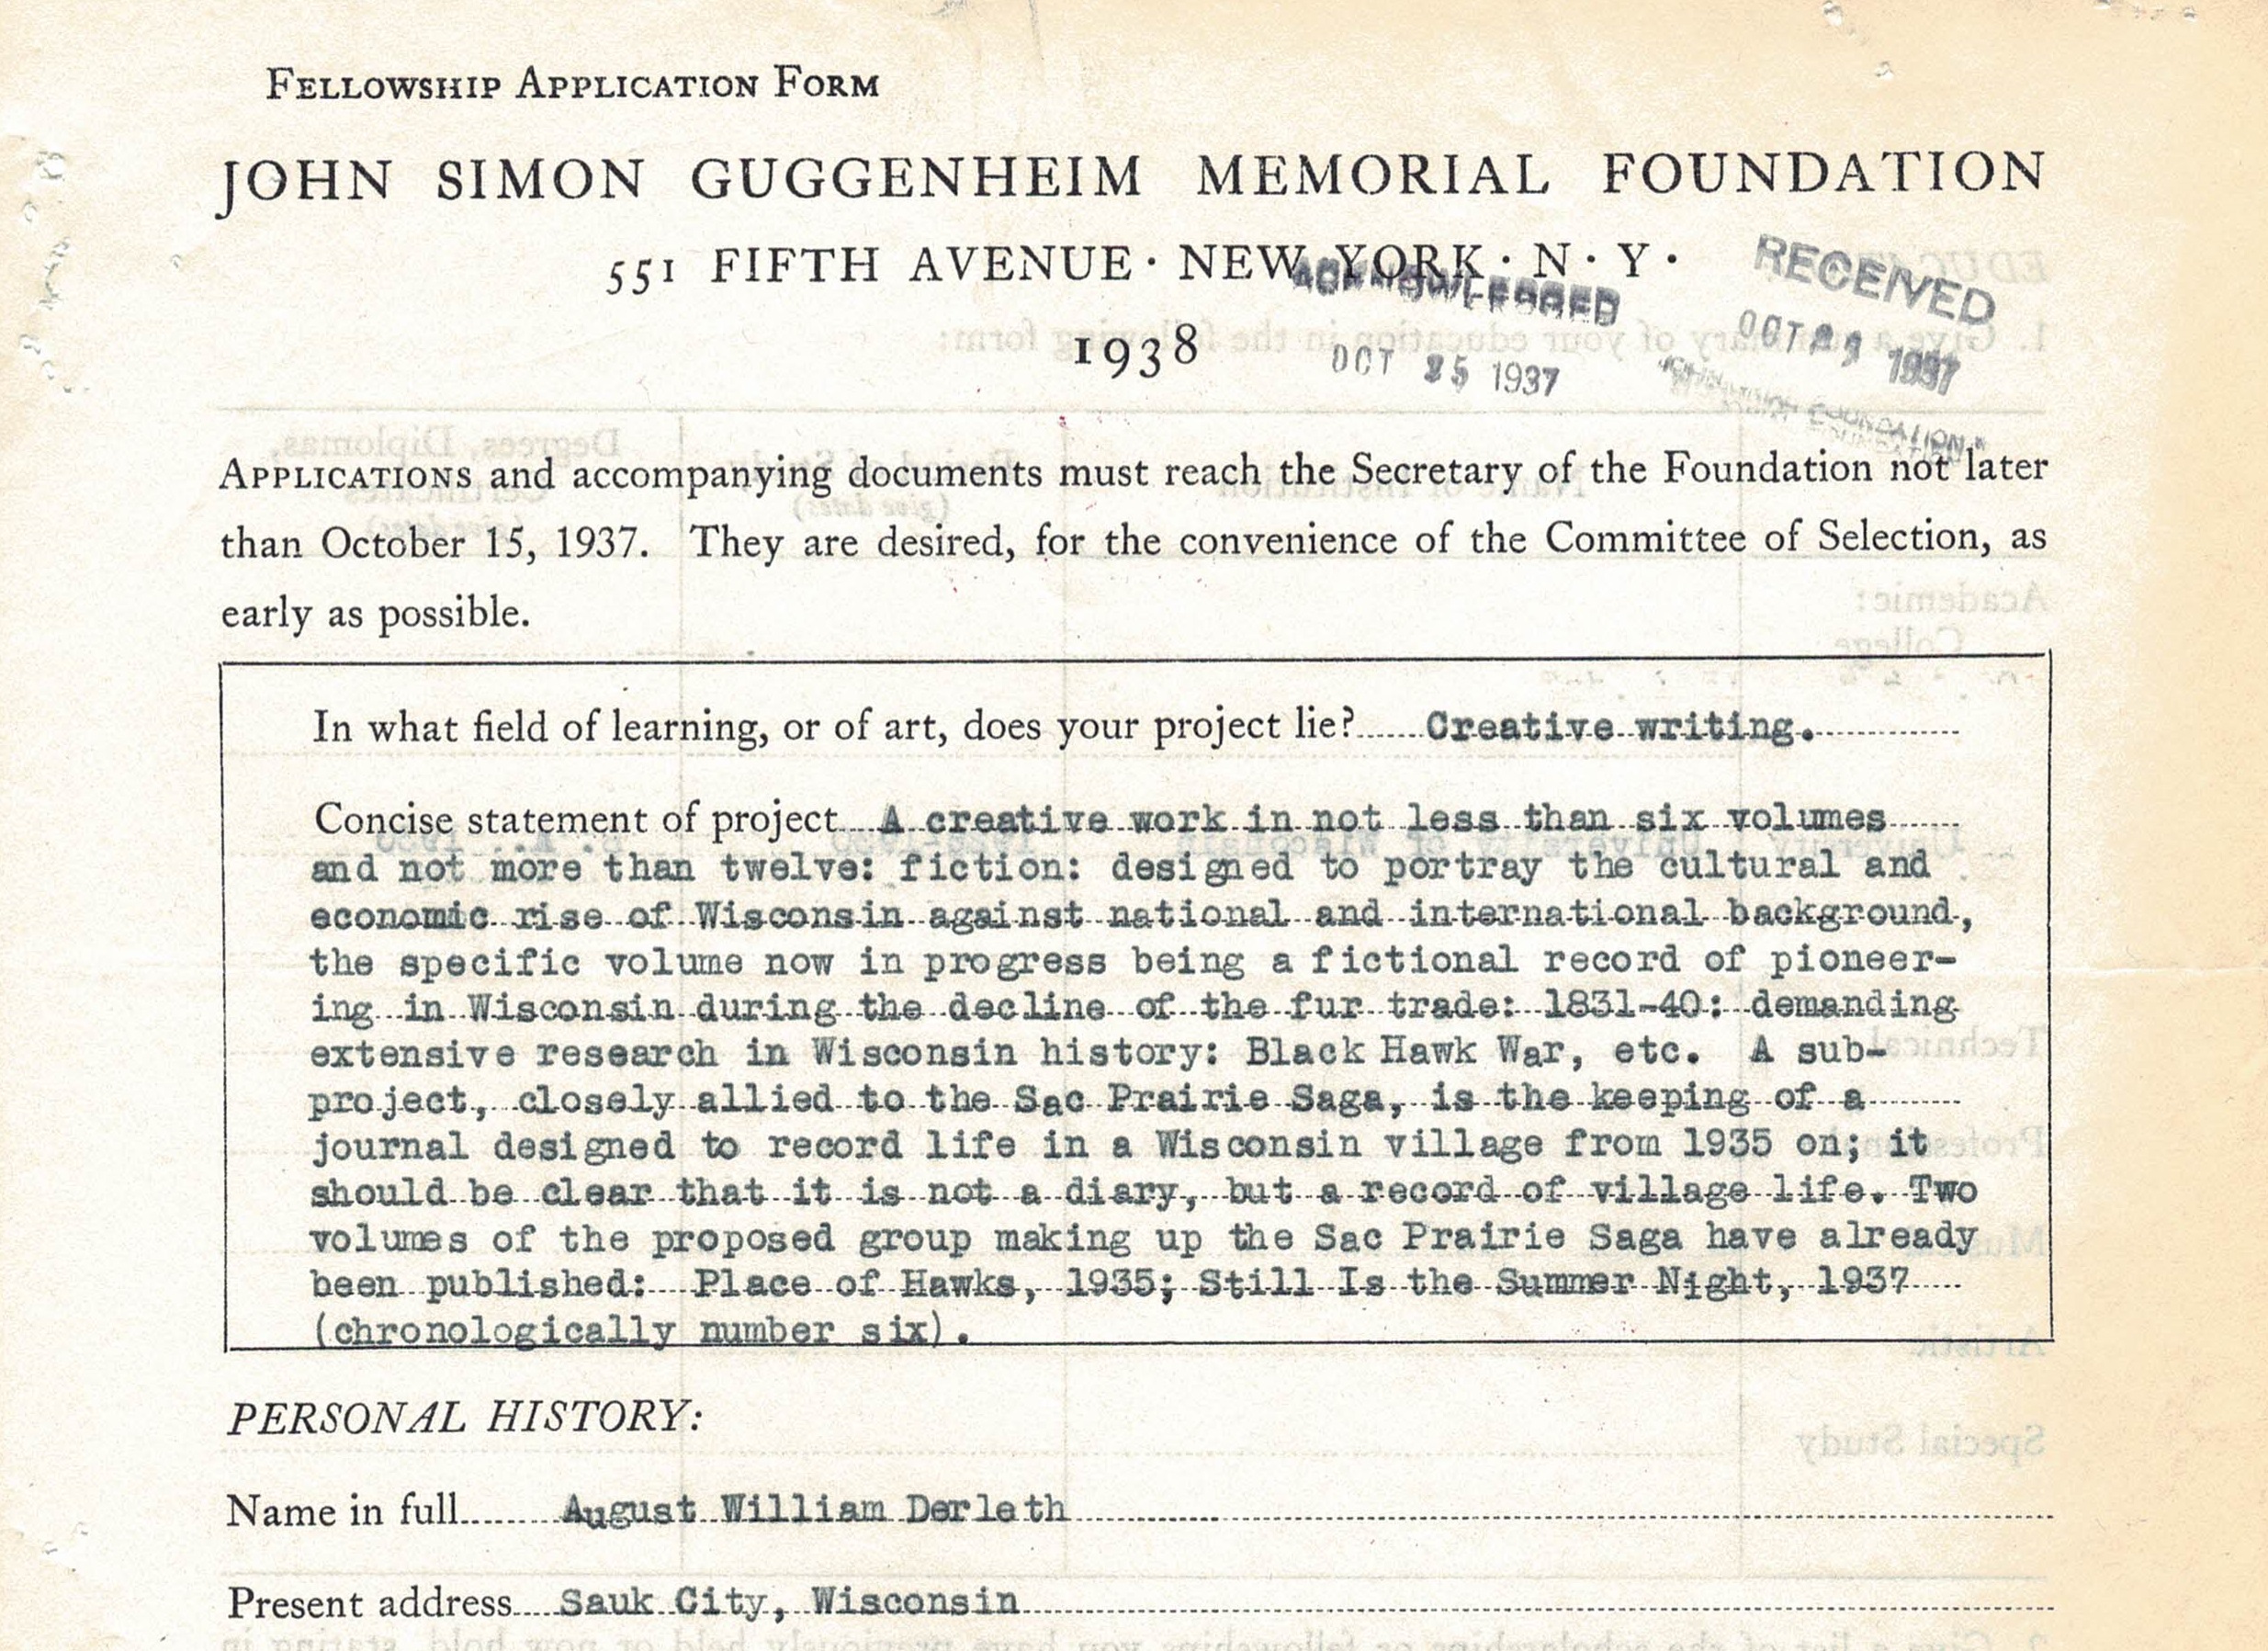 FELLOWSHIP APPLICATION FORM
JOHN SIMON GUGGENHEIM MEMORIAL FOUNDATION
551 FIFTH AVENUE · NEW YORK · N · Y ·
ACKNOWLEDGED
RECEIVED
1938
OCT 25 1937
OCT 1937
FOUNDATION
APPLICATIONS and accompanying documents must reach the Secretary of the Foundation not later
than October 15, 1937. They are desired, for the convenience of the Committee of Selection, as
early as possible.
In what field of learning, or of art, does your project lie? Creative writing.
Concise statement of project A creative work in not less than six volumes
and not more than twelve: fiction: designed to portray the cultural and
economic rise of Wisconsin against national and international background,
the specific volume now in progress being a fictional record of pioneer-
ing in Wisconsin during the decline of the fur trade: 1831-40: demanding
extensive research in Wisconsin history: Black Hawk War, etc. A sub-
project, closely allied to the Sac Prairie Saga, is the keeping of a
journal designed to record life in a Wisconsin village from 1935 on; it
should be clear that it is not a diary, but a record of village life. Two
volumes of the proposed group making up the Sac Prairie Saga have already
been published: Place of Hawks, 1935; Still Is the Summer Night, 1937
(chronologically number six).
PERSONAL HISTORY:
Name in full August William Derleth
Present address Sauk City, Wisconsin